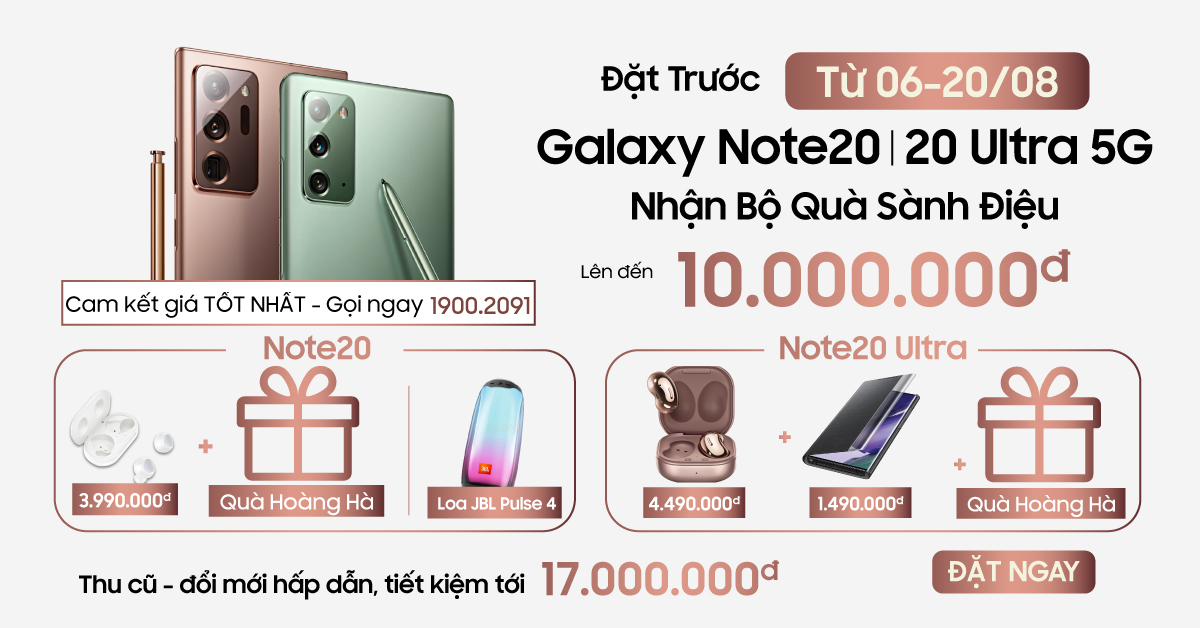 Đặt Trước Từ 06-20/08
Galaxy Note20 | 20 Ultra 5G
Nhận Bộ Quà Sành Điệu
Lên đến 10.000.000đ
Cam kết giá TỐT NHẤT - Gọi ngay 1900.2091
Note20
JBL
3.990.000đ
+
Quà Hoàng Hà
Loa JBL Pulse 4
Note20 Ultra
4.490.000đ
+
1.490.000đ
+
Quà Hoàng Hà
Thu cũ - đổi mới hấp dẫn, tiết kiệm tới 17.000.000đ
ĐẶT NGAY